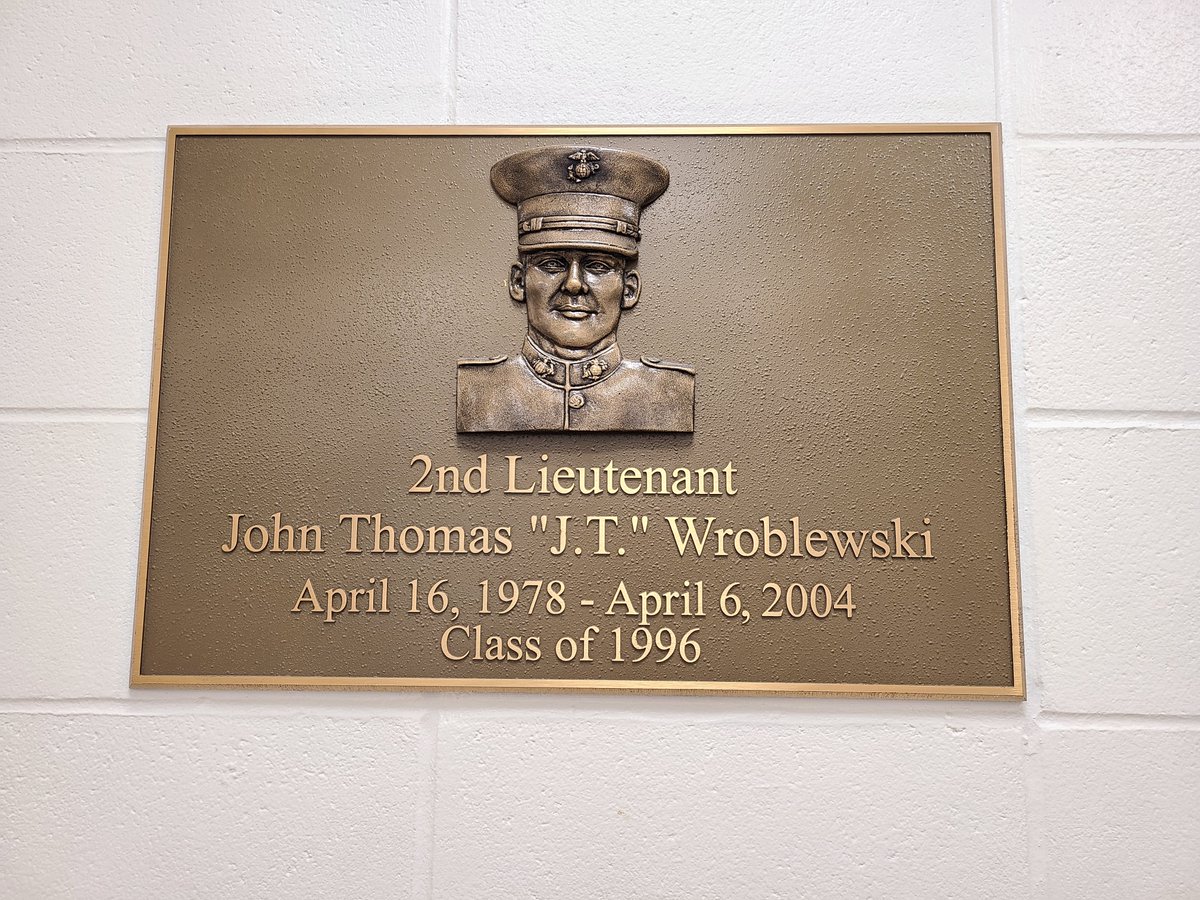 2nd Lieutenant
John Thomas "J.T." Wroblewski
April 16, 1978 - April 6, 2004
Class of 1996